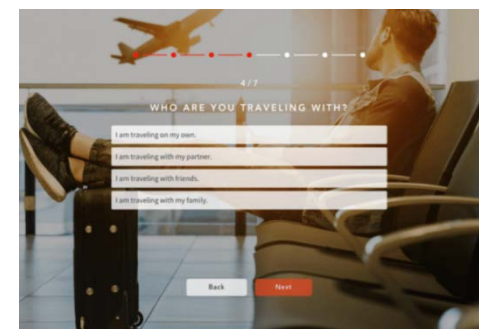 4/7
WHO ARE YOU TRAVELING WITH?
I am traveling on my own.
I am traveling with my partner.
I am traveling with friends.
I am traveling with my family.
Back
Next